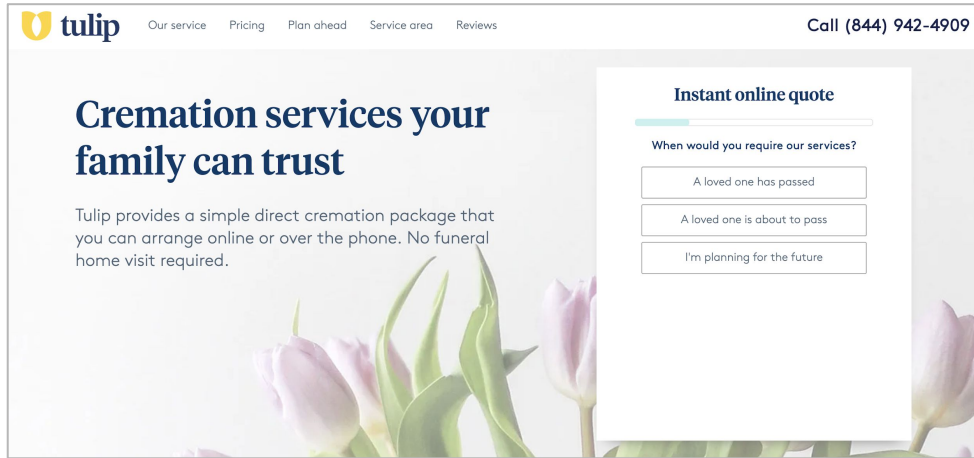 tulip
Our service Pricing Plan ahead Service area Reviews
Call (844) 942-4909
Cremation services your
family can trust
Tulip provides a simple direct cremation package that
you can arrange online or over the phone. No funeral
home visit required.
Instant online quote
When would you require our services?
A loved one has passed
A loved one is about to pass
I'm planning for the future